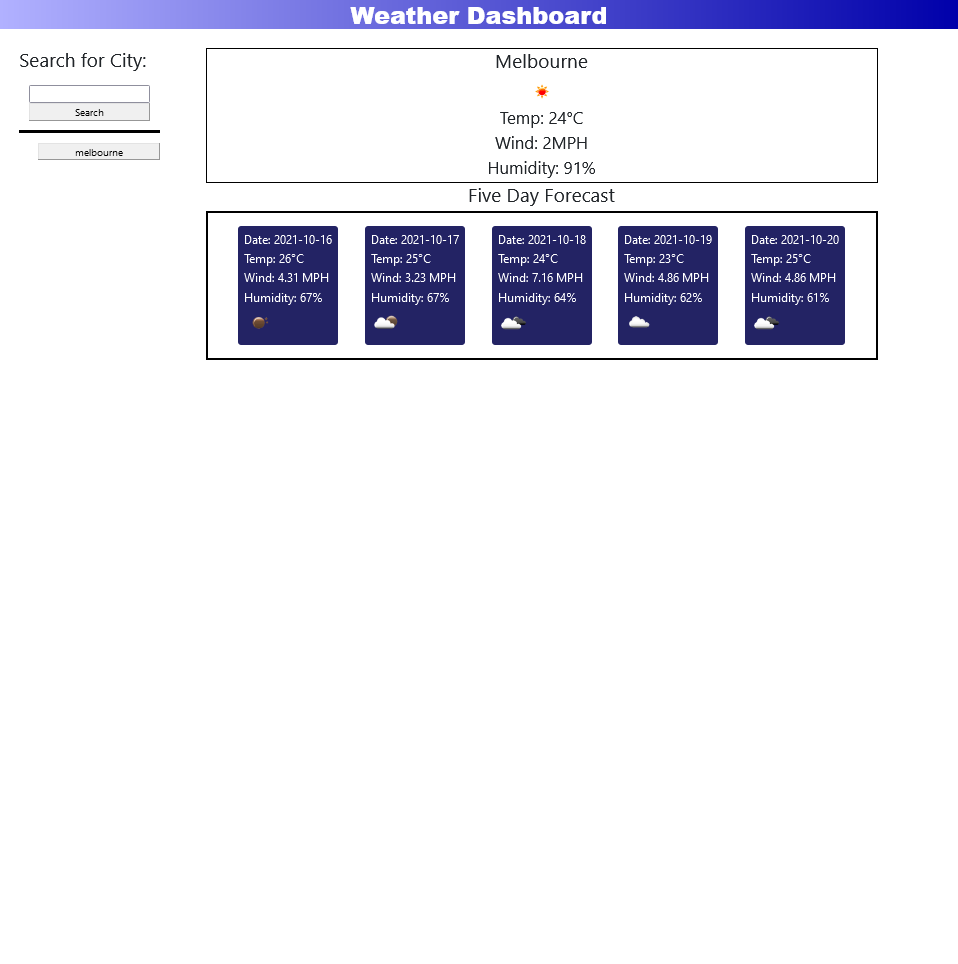 Weather Dashboard
Search for City:
Search
melbourne
Melbourne
Temp: 24°C
Wind: 2MPH
Humidity: 91%
Five Day Forecast
Date: 2021-10-16
Temp: 26°C
Wind: 4.31 MPH
Humidity: 67%
Date: 2021-10-17
Temp: 25°C
Wind: 3.23 MPH
Humidity: 67%
Date: 2021-10-18
Temp: 24°C
Wind: 7.16 MPH
Humidity: 64%
Date: 2021-10-19
Temp: 23°C
Wind: 4.86 MPH
Humidity: 62%
Date: 2021-10-20
Temp: 25°C
Wind: 4.86 MPH
Humidity: 61%